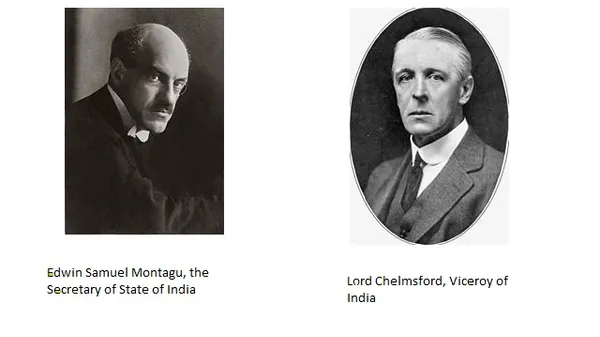 Edwin Samuel Montagu, the
Secretary of State of India
Lord Chelmsford, Viceroy of
India